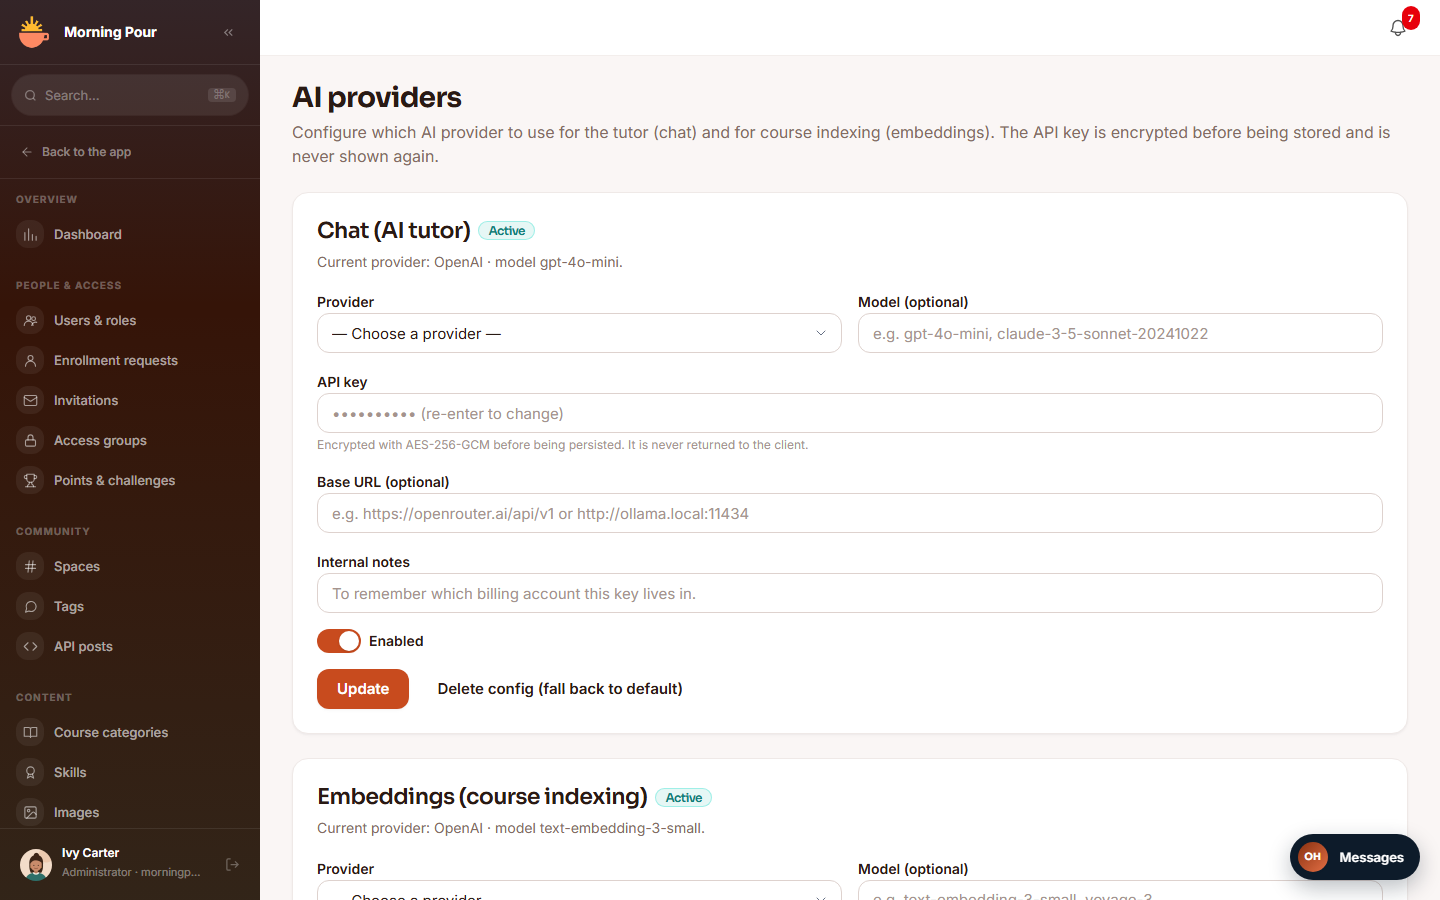 Morning Pour
Search...
⌘K
Back to the app
OVERVIEW
Dashboard
PEOPLE & ACCESS
Users & roles
Enrollment requests
Invitations
Access groups
Points & challenges
COMMUNITY
Spaces
Tags
API posts
CONTENT
Course categories
Skills
Images
Ivy Carter
Administrator · morningp...
7
AI providers
Configure which AI provider to use for the tutor (chat) and for course indexing (embeddings). The API key is encrypted before being stored and is
never shown again.
Chat (AI tutor) Active
Current provider: OpenAI · model gpt-4o-mini.
Provider
— Choose a provider —
Model (optional)
e.g. gpt-4o-mini, claude-3-5-sonnet-20241022
API key
•••••••••• (re-enter to change)
Encrypted with AES-256-GCM before being persisted. It is never returned to the client.
Base URL (optional)
e.g. https://openrouter.ai/api/v1 or http://ollama.local:11434
Internal notes
To remember which billing account this key lives in.
Enabled
Update
Delete config (fall back to default)
Embeddings (course indexing) Active
Current provider: OpenAI · model text-embedding-3-small.
Provider
— Choose a provider —
Model (optional)
e.g. text-embedding-3-small, voyage-3
OH
Messages